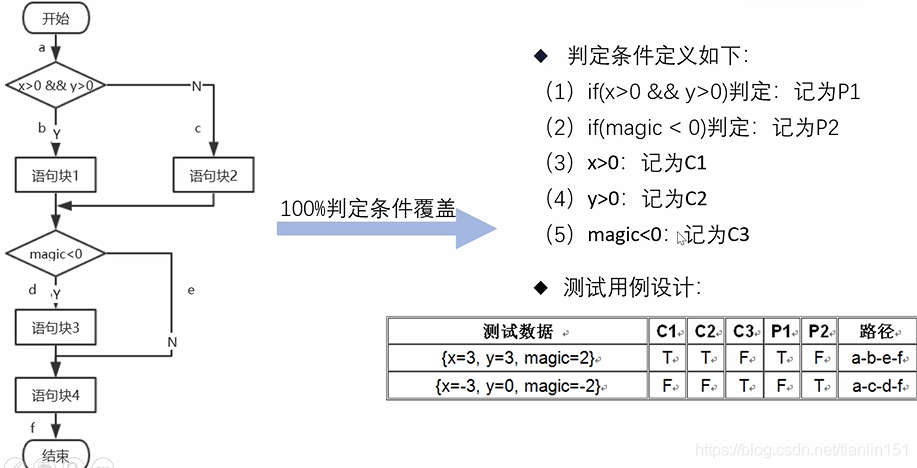 开始
a
x>0 && y>0
N
b
Y
c
语句块1
语句块2
magic<0
d
Y
e
语句块3
N
语句块4
f
结束
100%判定条件覆盖
◆ 判定条件定义如下:
(1) if(x>0 && y>0)判定: 记为P1
(2) if(magic < 0)判定: 记为P2
(3) x>0: 记为C1
(4) y>0: 记为C2
(5) magic<0: 记为C3
◆ 测试用例设计:
测试数据 C1 C2 C3 P1 P2 路径
{x=3, y=3, magic=2} T T F T F a-b-e-f
{x=-3, y=0, magic=-2} F F T F T a-c-d-f
https://blog.csdn.net/tianlin151